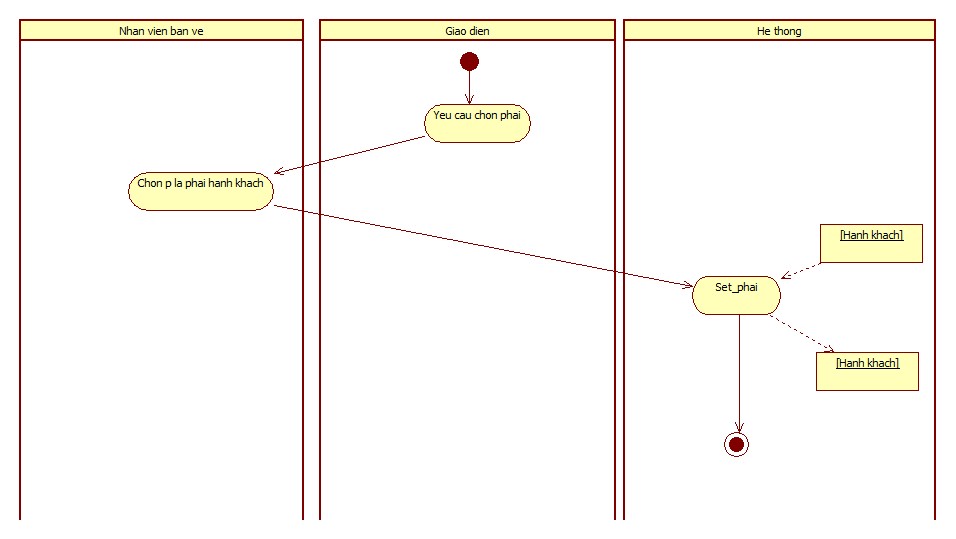 Nhan vien ban ve
Giao dien
He thong
Yeu cau chon phai
Chon p la phai hanh khach
[Hanh khach]
Set_phai
[Hanh khach]